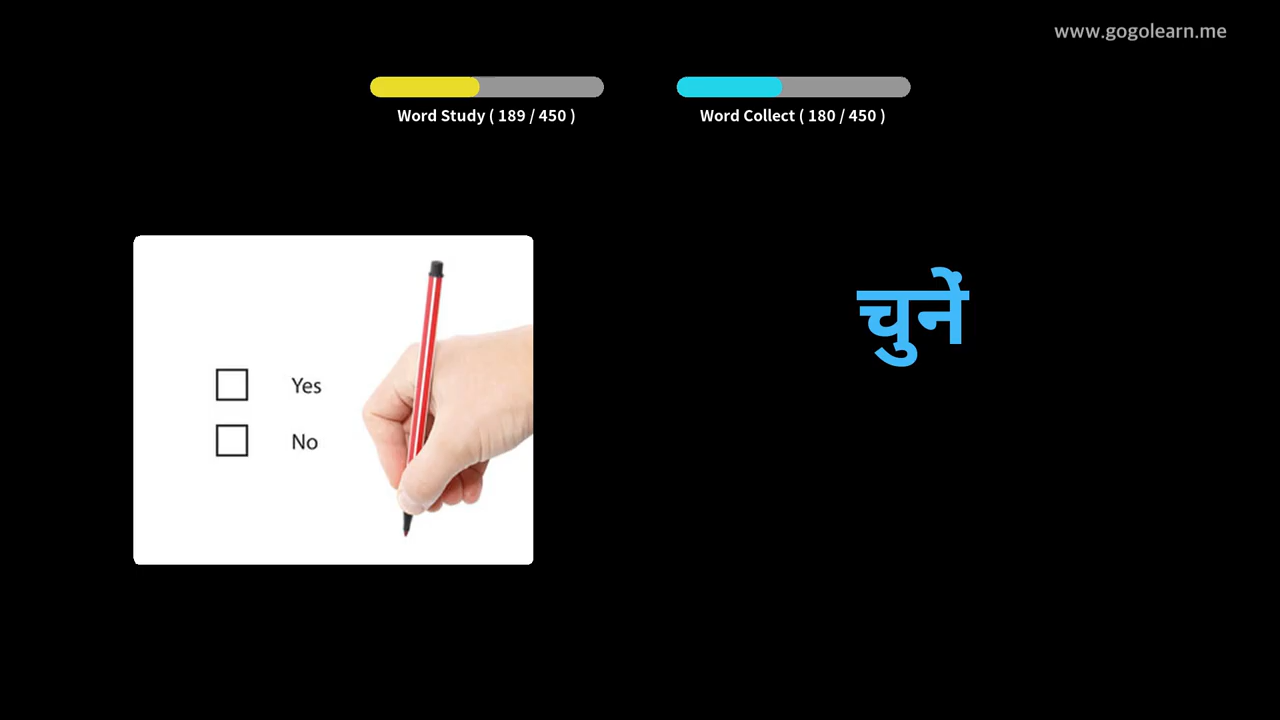 www.gogolearn.me
Word Study ( 189 / 450 )
Word Collect ( 180 / 450 )
चुनें
Yes
No